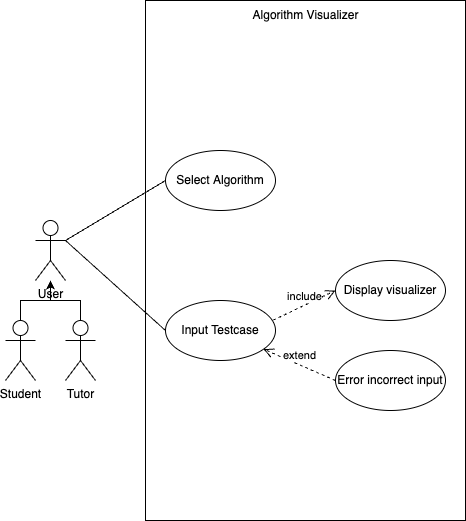 Algorithm Visualizer
Select Algorithm
User
include
Display visualizer
Input Testcase
extend
Error incorrect input
Student
Tutor